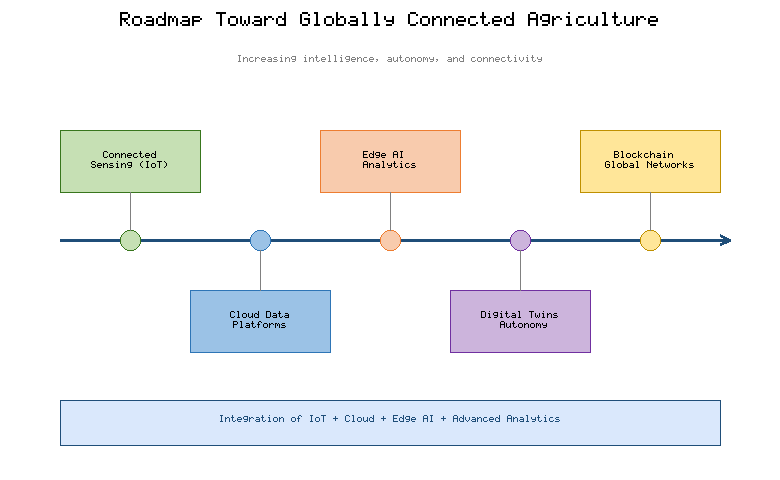 Roadmap Toward Globally Connected Agriculture
Increasing intelligence, autonomy, and connectivity
Connected
Sensing (IoT)
Edge AI
Analytics
Blockchain
Global Networks
Cloud Data
Platforms
Digital Twins
Autonomy
Integration of IoT + Cloud + Edge AI + Advanced Analytics